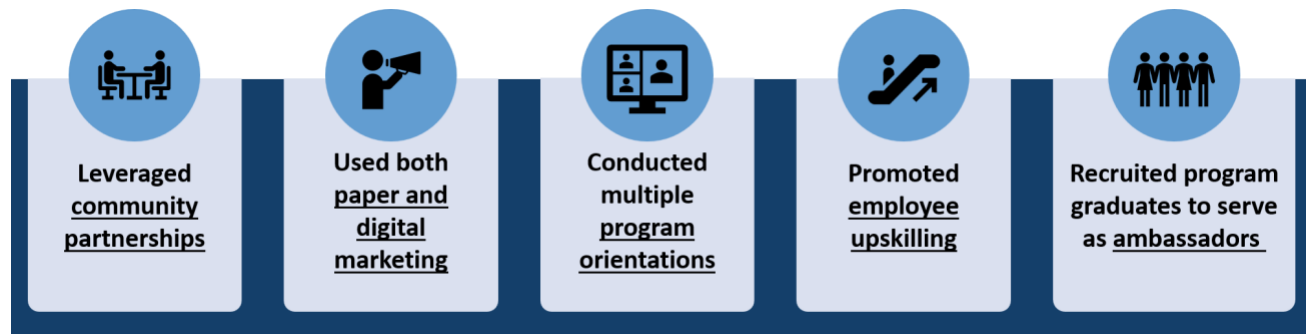 Leveraged
community
partnerships
Used both
paper and
digital
marketing
Conducted
multiple
program
orientations
Promoted
employee
upskilling
Recruited program
graduates to serve
as ambassadors